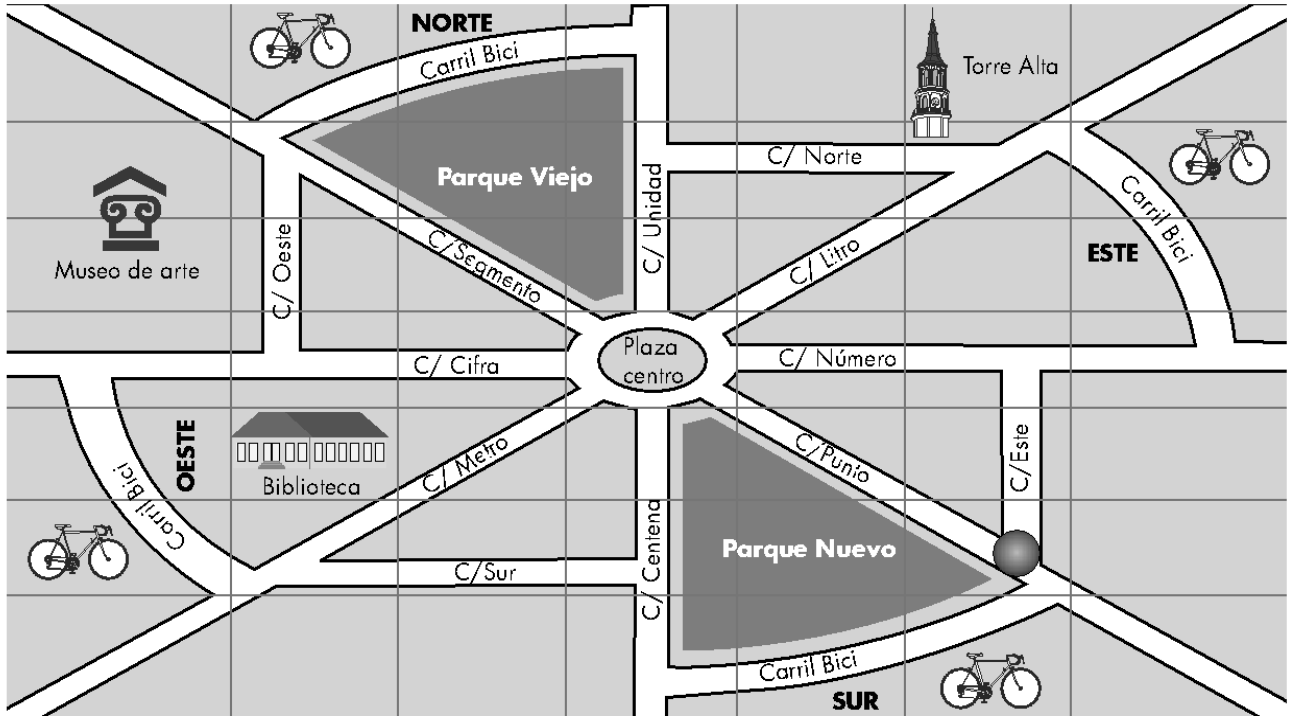 NORTE
Carril Bici
Torre Alta
C/ Norte
Parque Viejo
C/ Unidad
Carril Bici
C/ Oeste
C/Segmento
C/ Litro
ESTE
Museo de arte
Plaza
centro
C/ Cifra
C/ Número
OESTE
Carril Bici
Biblioteca
C/ Metro
C/Punto
C/Este
C/ Centena
Parque Nuevo
C/Sur
Carril Bici
SUR